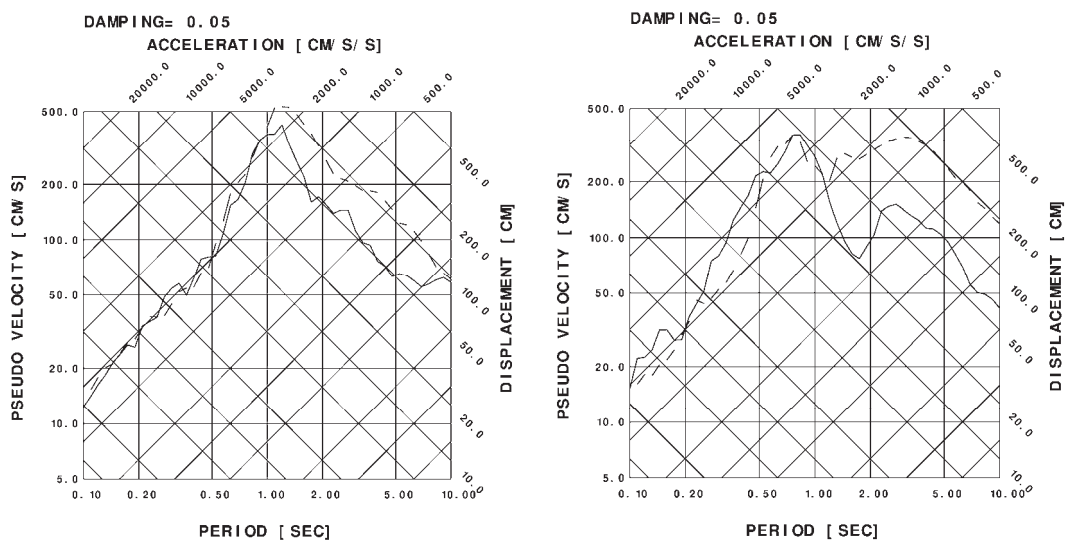 DAMPING= 0.05
ACCELERATION [ CM/S/S]
20000.0 10000.0 5000.0 2000.0 1000.0 500.0
500.0
200.0
100.0
50.0
20.0
10.0
5.0
PSEUDO VELOCITY [ CM/S]
500.0
200.0
100.0
50.0
20.0
10.0
DISPLACEMENT [ CM]
0.10 0.20 0.50 1.00 2.00 5.00 10.00
PERIOD [ SEC]
DAMPING= 0.05
ACCELERATION [ CM/S/S]
20000.0 10000.0 5000.0 2000.0 1000.0 500.0
500.0
200.0
100.0
50.0
20.0
10.0
5.0
PSEUDO VELOCITY [ CM/S]
500.0
200.0
100.0
50.0
20.0
10.0
DISPLACEMENT [ CM]
0.10 0.20 0.50 1.00 2.00 5.00 10.00
PERIOD [ SEC]